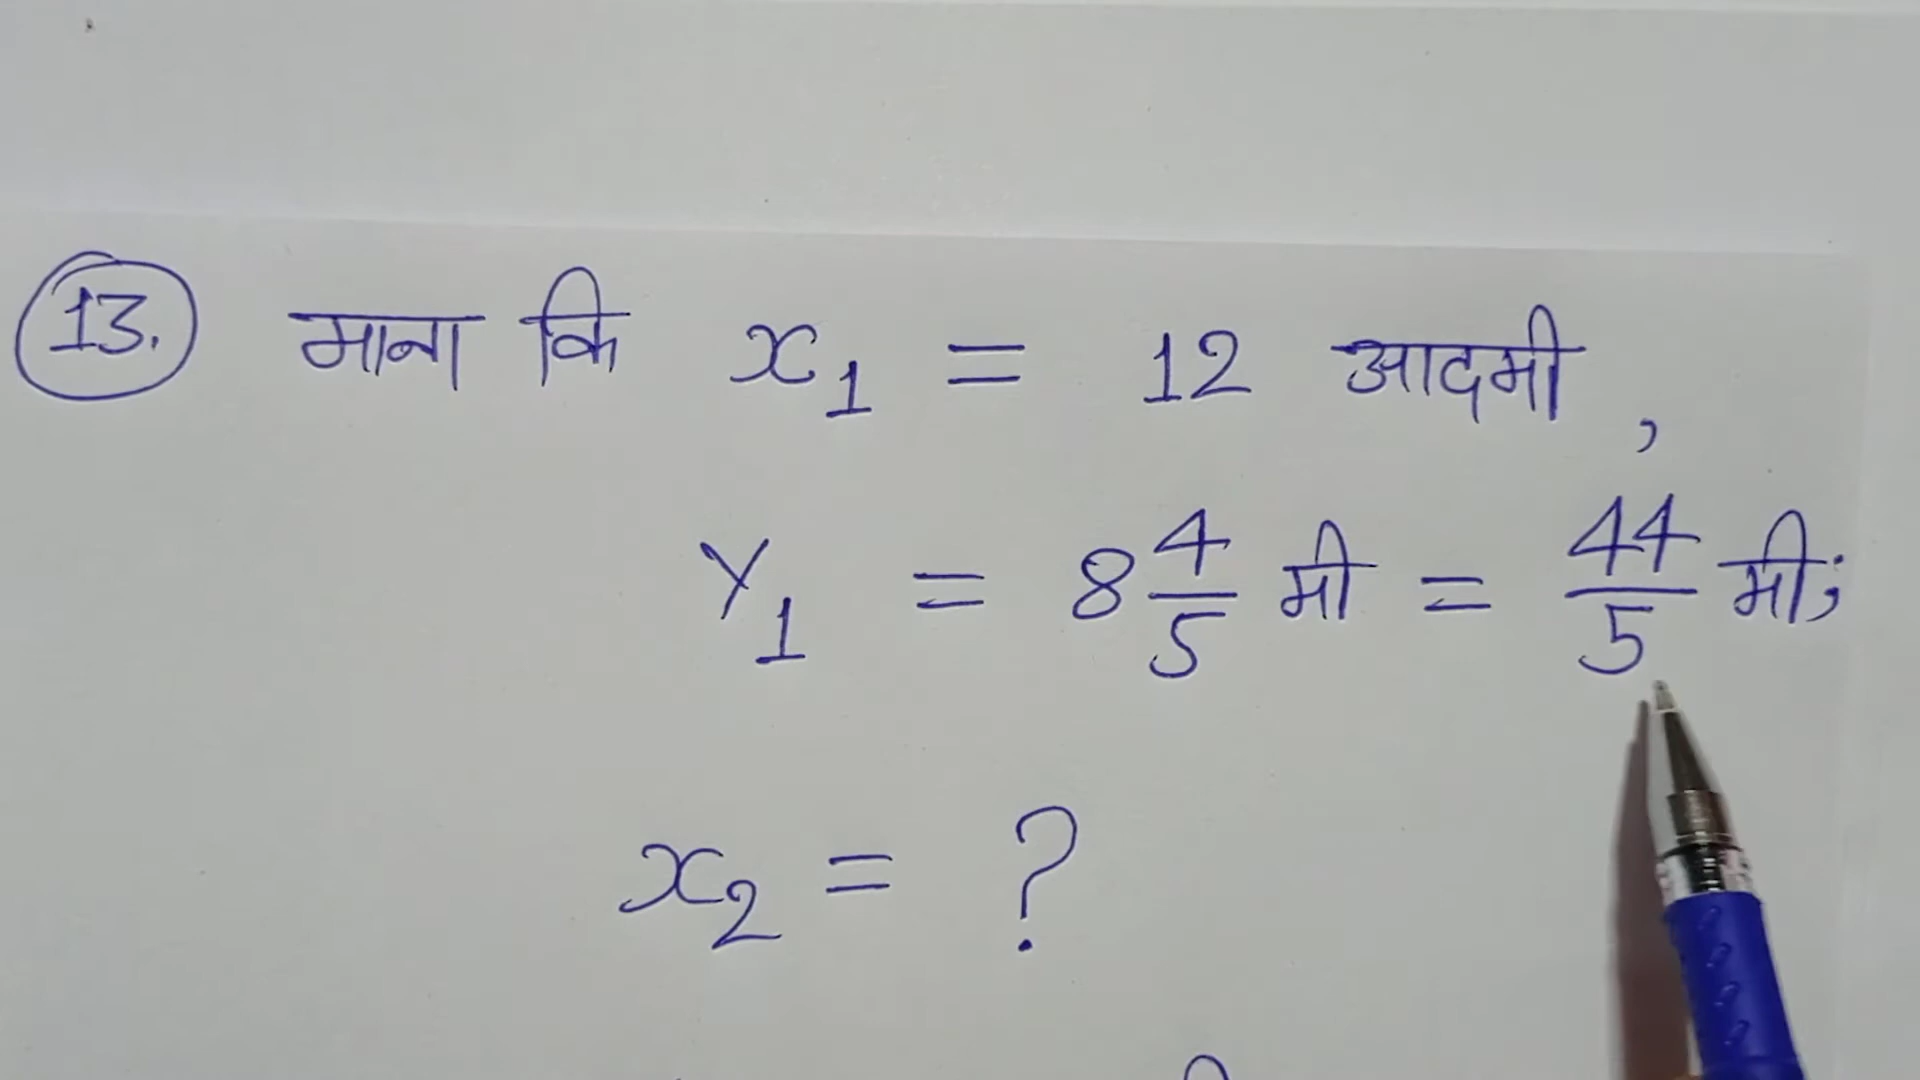 13. माना कि x₁ = 12 आदमी,
Y₁ = 8 4/5 मी = 44/5 मी;
x₂ = ?